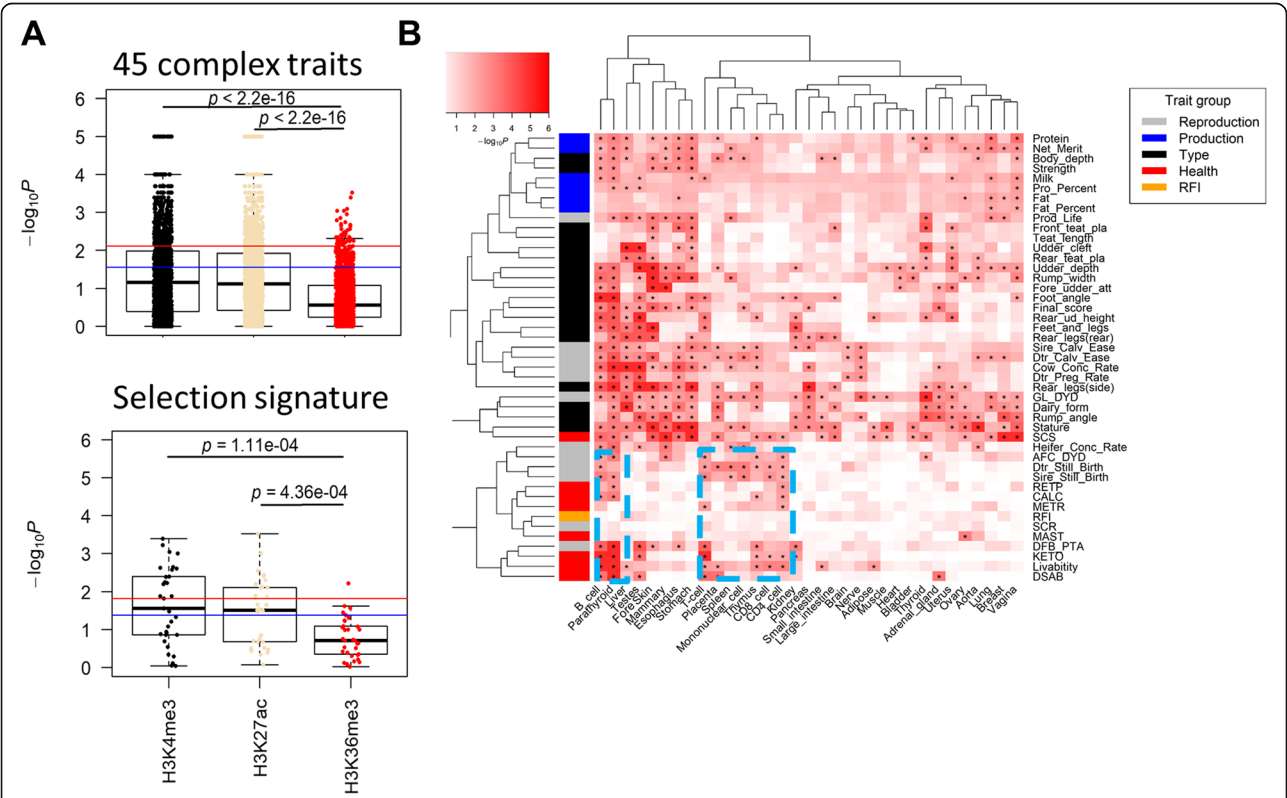 A
45 complex traits
6
5
4
3
2
1
0
−log10P
p < 2.2e-16
p < 2.2e-16
Selection signature
6
5
4
3
2
1
0
−log10P
p = 1.11e-04
p = 4.36e-04
H3K4me3
H3K27ac
H3K36me3
B
1 2 3 4 5 6
−log10P
Protein
Net_Merit
Body_depth
Strength
Milk
Pro_Percent
Fat
Fat_Percent
Prod_Life
Front_teat_pla
Teat_length
Udder_cleft
Rear_teat_pla
Udder_depth
Rump_width
Fore_udder_att
Foot_angle
Final_score
Rear_ud_height
Feet_and_legs
Rear_legs(rear)
Sire_Calv_Ease
Dtr_Calv_Ease
Cow_Conc_Rate
Dtr_Preg_Rate
Rear_legs(side)
GL_DYD
Dairy_form
Rump_angle
Stature
SCS
Heifer_Conc_Rate
AFC_DYD
Dtr_Still_Birth
Sire_Still_Birth
RETP
CALC
METR
RFI
SCR
MAST
DFB_PTA
KETO
Livabitity
DSAB
B_cell
Parathyroid
Liver
Testes
Fore Skin
Mammary
Esophagus
Stomach
T-cell
Placenta
Spleen
Mononuclear_cell
Thymus
CD8_cell
CD4_cell
Kidney
Pancreas
Small_intestine
Large_intestine
Brain
Nerve
Adipose
Muscle
Heart
Bladder
Thyroid
Adrenal_gland
Uterus
Ovary
Aorta
Lung
Breast
Vagina
Trait group
Reproduction
Production
Type
Health
RFI